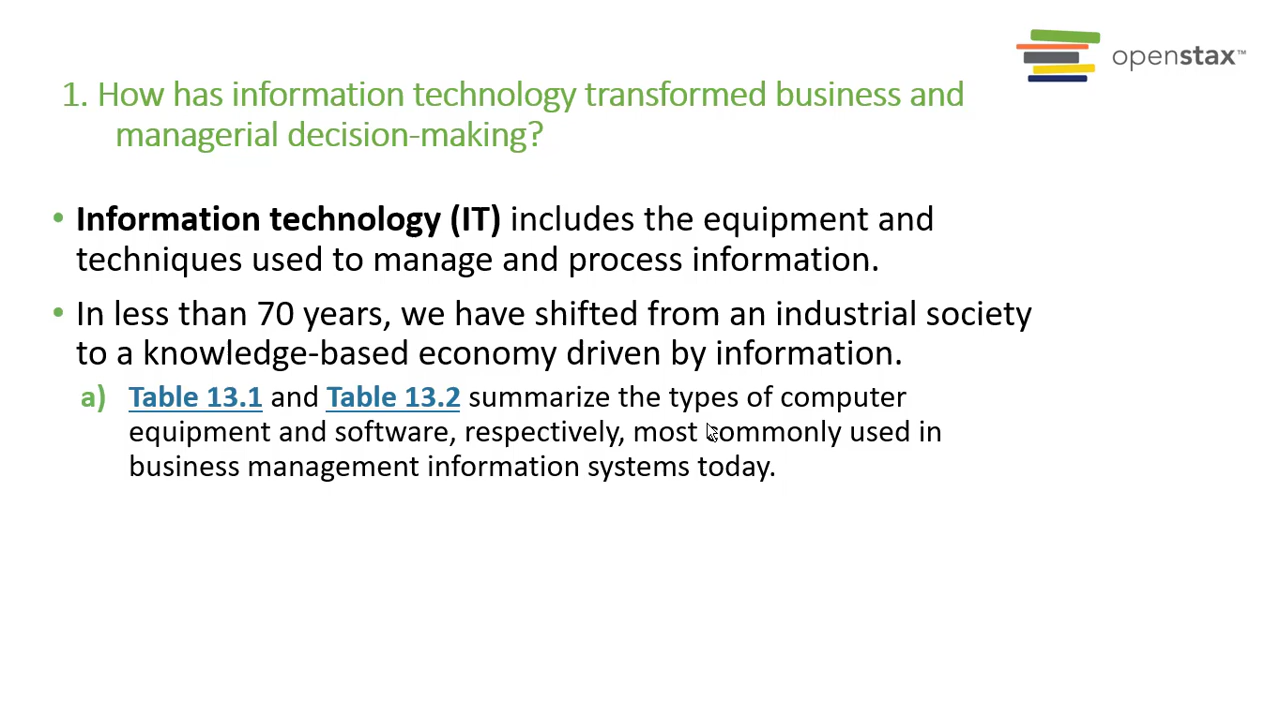 openstax™
1. How has information technology transformed business and
managerial decision-making?
• Information technology (IT) includes the equipment and
techniques used to manage and process information.
• In less than 70 years, we have shifted from an industrial society
to a knowledge-based economy driven by information.
a) Table 13.1 and Table 13.2 summarize the types of computer
equipment and software, respectively, most commonly used in
business management information systems today.